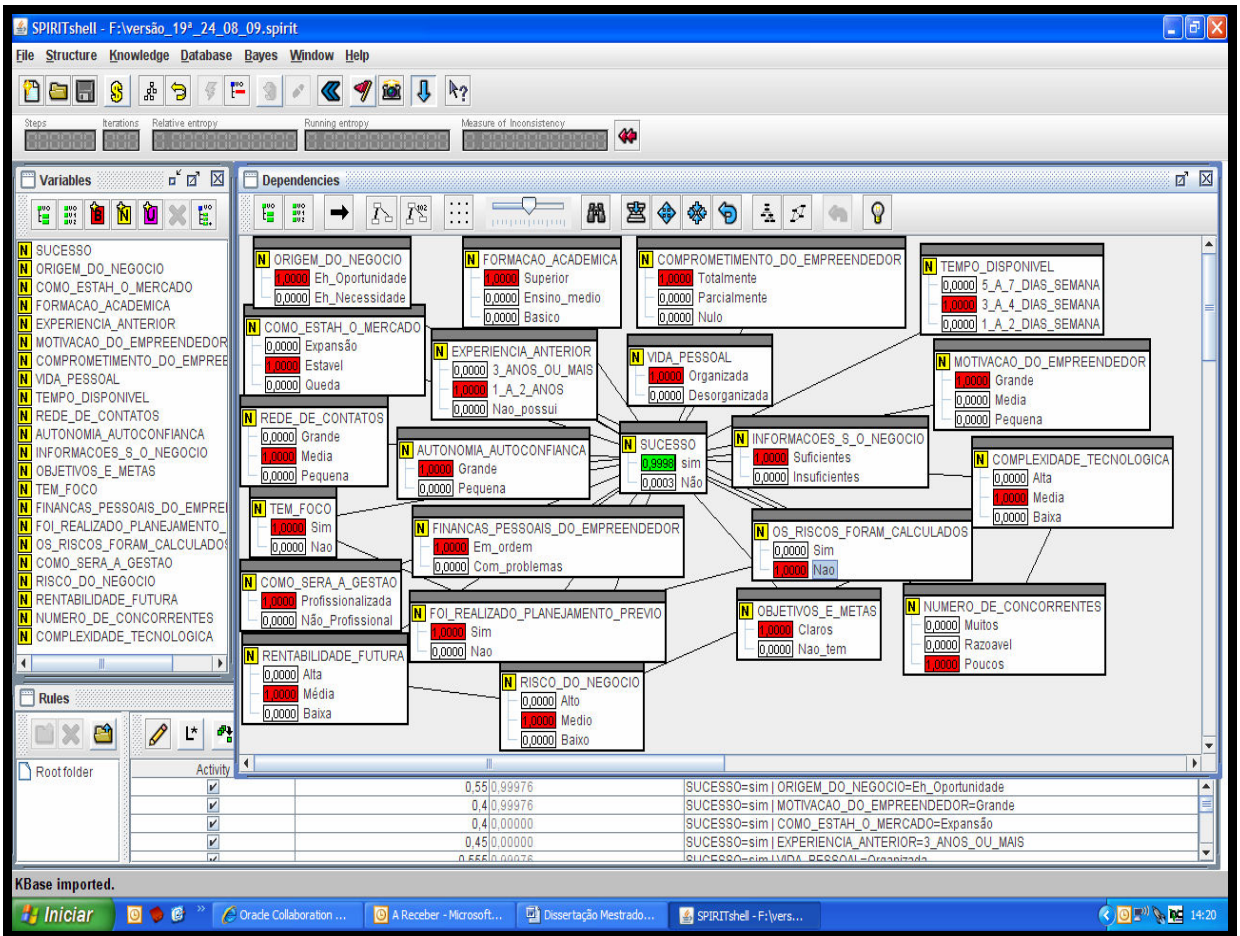 SPIRITshell - F:\versão_19ª_24_08_09.spirit
File Structure Knowledge Database Bayes Window Help
Steps Iterations Relative entropy Running entropy Measure of Inconsistency
Variables
SUCESSO
ORIGEM_DO_NEGOCIO
COMO_ESTAH_O_MERCADO
FORMACAO_ACADEMICA
EXPERIENCIA_ANTERIOR
MOTIVACAO_DO_EMPREENDEDOR
COMPROMETIMENTO_DO_EMPREE
VIDA_PESSOAL
TEMPO_DISPONIVEL
REDE_DE_CONTATOS
AUTONOMIA_AUTOCONFIANCA
INFORMACOES_S_O_NEGOCIO
OBJETIVOS_E_METAS
TEM_FOCO
FINANCAS_PESSOAIS_DO_EMPREI
FOI_REALIZADO_PLANEJAMENTO_
OS_RISCOS_FORAM_CALCULADOS
COMO_SERA_A_GESTAO
RISCO_DO_NEGOCIO
RENTABILIDADE_FUTURA
NUMERO_DE_CONCORRENTES
COMPLEXIDADE_TECNOLOGICA
Dependencies
N ORIGEM_DO_NEGOCIO
1,0000 Eh_Oportunidade
0,0000 Eh_Necessidade
N FORMACAO_ACADEMICA
1,0000 Superior
0,0000 Ensino_medio
0,0000 Basico
N COMPROMETIMENTO_DO_EMPREENDEDOR
1,0000 Totalmente
0,0000 Parcialmente
0,0000 Nulo
N TEMPO_DISPONIVEL
0,0000 5_A_7_DIAS_SEMANA
1,0000 3_A_4_DIAS_SEMANA
0,0000 1_A_2_DIAS_SEMANA
N COMO_ESTAH_O_MERCADO
0,0000 Expansão
1,0000 Estavel
0,0000 Queda
N EXPERIENCIA_ANTERIOR
0,0000 3_ANOS_OU_MAIS
1,0000 1_A_2_ANOS
0,0000 Nao_possui
N VIDA_PESSOAL
1,0000 Organizada
0,0000 Desorganizada
N MOTIVACAO_DO_EMPREENDEDOR
1,0000 Grande
0,0000 Media
0,0000 Pequena
N REDE_DE_CONTATOS
0,0000 Grande
1,0000 Media
0,0000 Pequena
N AUTONOMIA_AUTOCONFIANCA
1,0000 Grande
0,0000 Pequena
N SUCESSO
0,9998 sim
0,0003 Não
N INFORMACOES_S_O_NEGOCIO
1,0000 Suficientes
0,0000 Insuficientes
N COMPLEXIDADE_TECNOLOGICA
0,0000 Alta
1,0000 Media
0,0000 Baixa
N TEM_FOCO
1,0000 Sim
0,0000 Nao
N FINANCAS_PESSOAIS_DO_EMPREENDEDOR
1,0000 Em_ordem
0,0000 Com_problemas
N OS_RISCOS_FORAM_CALCULADOS
0,0000 Sim
1,0000 Nao
N COMO_SERA_A_GESTAO
1,0000 Profissionalizada
0,0000 Não_Profissional
N FOI_REALIZADO_PLANEJAMENTO_PREVIO
1,0000 Sim
0,0000 Nao
N OBJETIVOS_E_METAS
1,0000 Claros
0,0000 Nao_tem
N NUMERO_DE_CONCORRENTES
0,0000 Muitos
0,0000 Razoavel
1,0000 Poucos
N RENTABILIDADE_FUTURA
0,0000 Alta
1,0000 Média
0,0000 Baixa
N RISCO_DO_NEGOCIO
0,0000 Alto
1,0000 Medio
0,0000 Baixo
Rules
Root folder
Activity
0,55 0,99976 SUCESSO=sim | ORIGEM_DO_NEGOCIO=Eh_Oportunidade
0,4 0,99976 SUCESSO=sim | MOTIVACAO_DO_EMPREENDEDOR=Grande
0,4 0,00000 SUCESSO=sim | COMO_ESTAH_O_MERCADO=Expansão
0,45 0,00000 SUCESSO=sim | EXPERIENCIA_ANTERIOR=3_ANOS_OU_MAIS
0,555 0,99976 SUCESSO=sim | VIDA_PESSOAL=Organizada
KBase imported.
Iniciar Oracle Collaboration ... A Receber - Microsoft... Dissertação Mestrado... SPIRITshell - F:\vers... 14:20